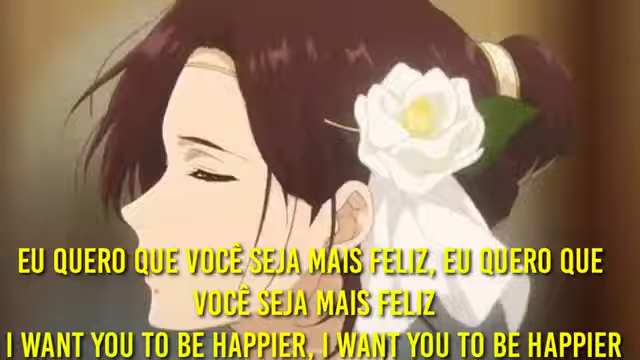 EU QUERO QUE VOCÊ SEJA MAIS FELIZ, EU QUERO QUE
VOCÊ SEJA MAIS FELIZ
I WANT YOU TO BE HAPPIER, I WANT YOU TO BE HAPPIER